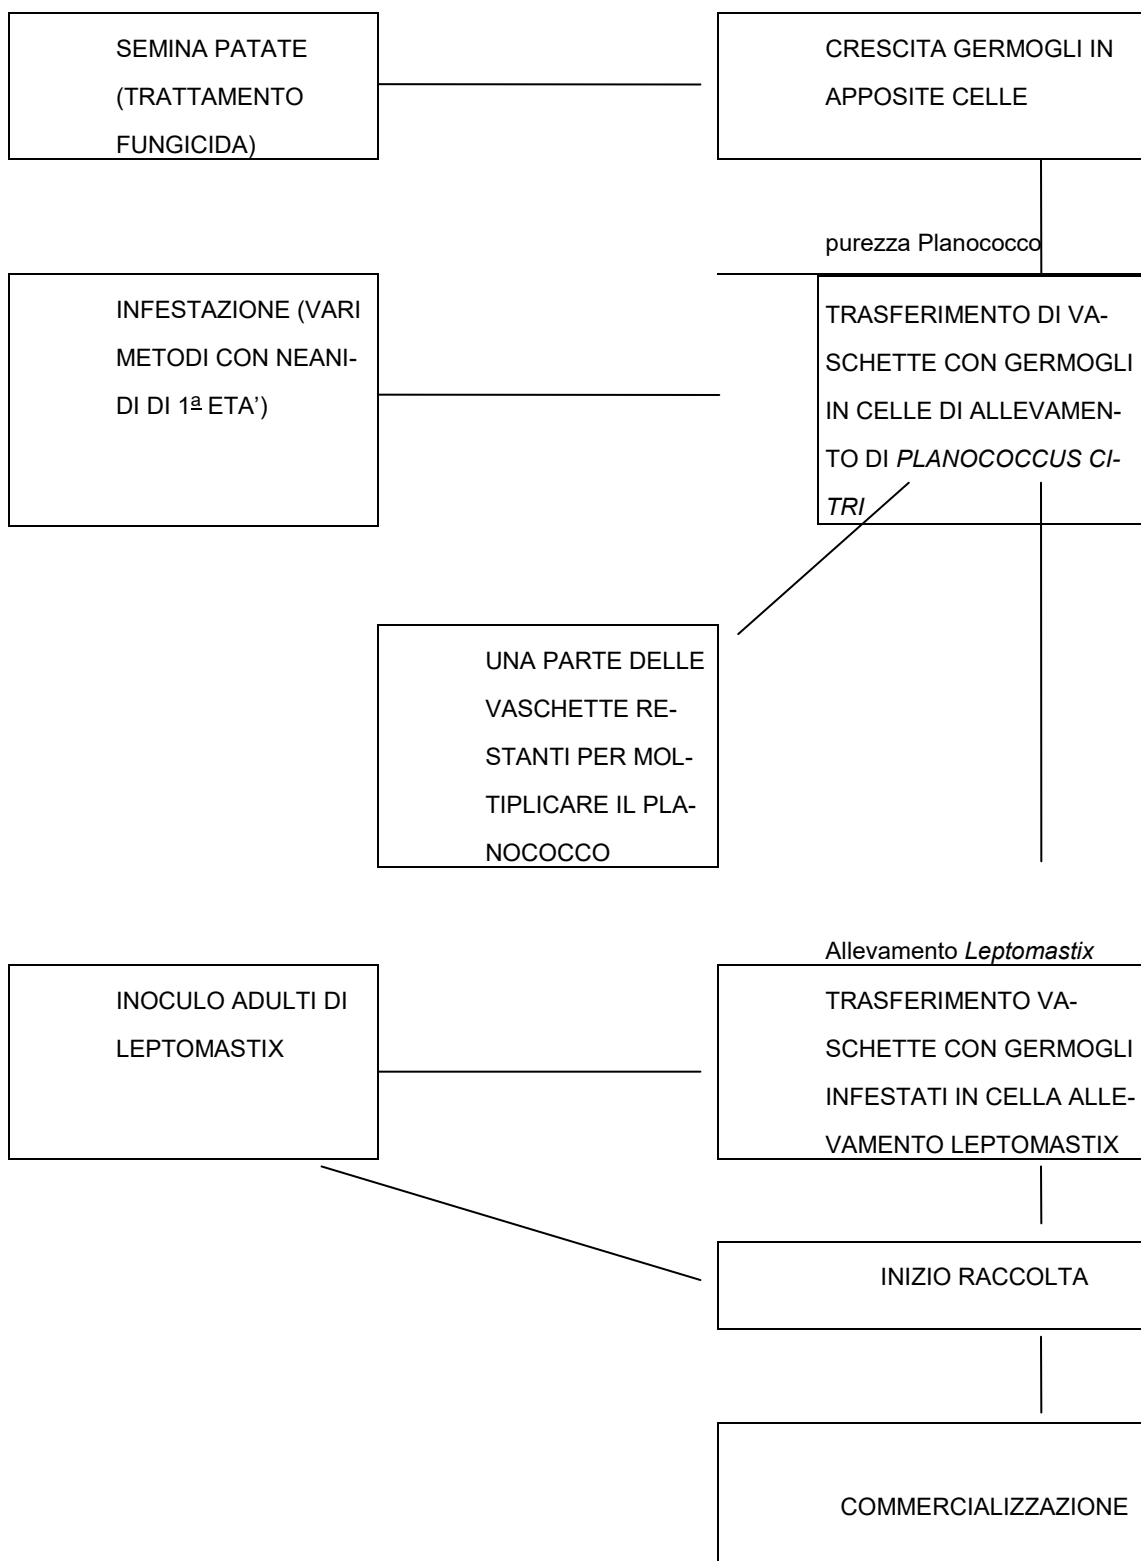 SEMINA PATATE
(TRATTAMENTO
FUNGICIDA)
CRESCITA GERMOGLI IN
APPOSITE CELLE
purezza Planococco
INFESTAZIONE (VARI
METODI CON NEANI-
DI DI 1ª ETA’)
TRASFERIMENTO DI VA-
SCHETTE CON GERMOGLI
IN CELLE DI ALLEVAMEN-
TO DI PLANOCOCCUS CI-
TRI
UNA PARTE DELLE
VASCHETTE RE-
STANTI PER MOL-
TIPLICARE IL PLA-
NOCOCCO
Allevamento Leptomastix
INOCULO ADULTI DI
LEPTOMASTIX
TRASFERIMENTO VA-
SCHETTE CON GERMOGLI
INFESTATI IN CELLA ALLE-
VAMENTO LEPTOMASTIX
INIZIO RACCOLTA
COMMERCIALIZZAZIONE